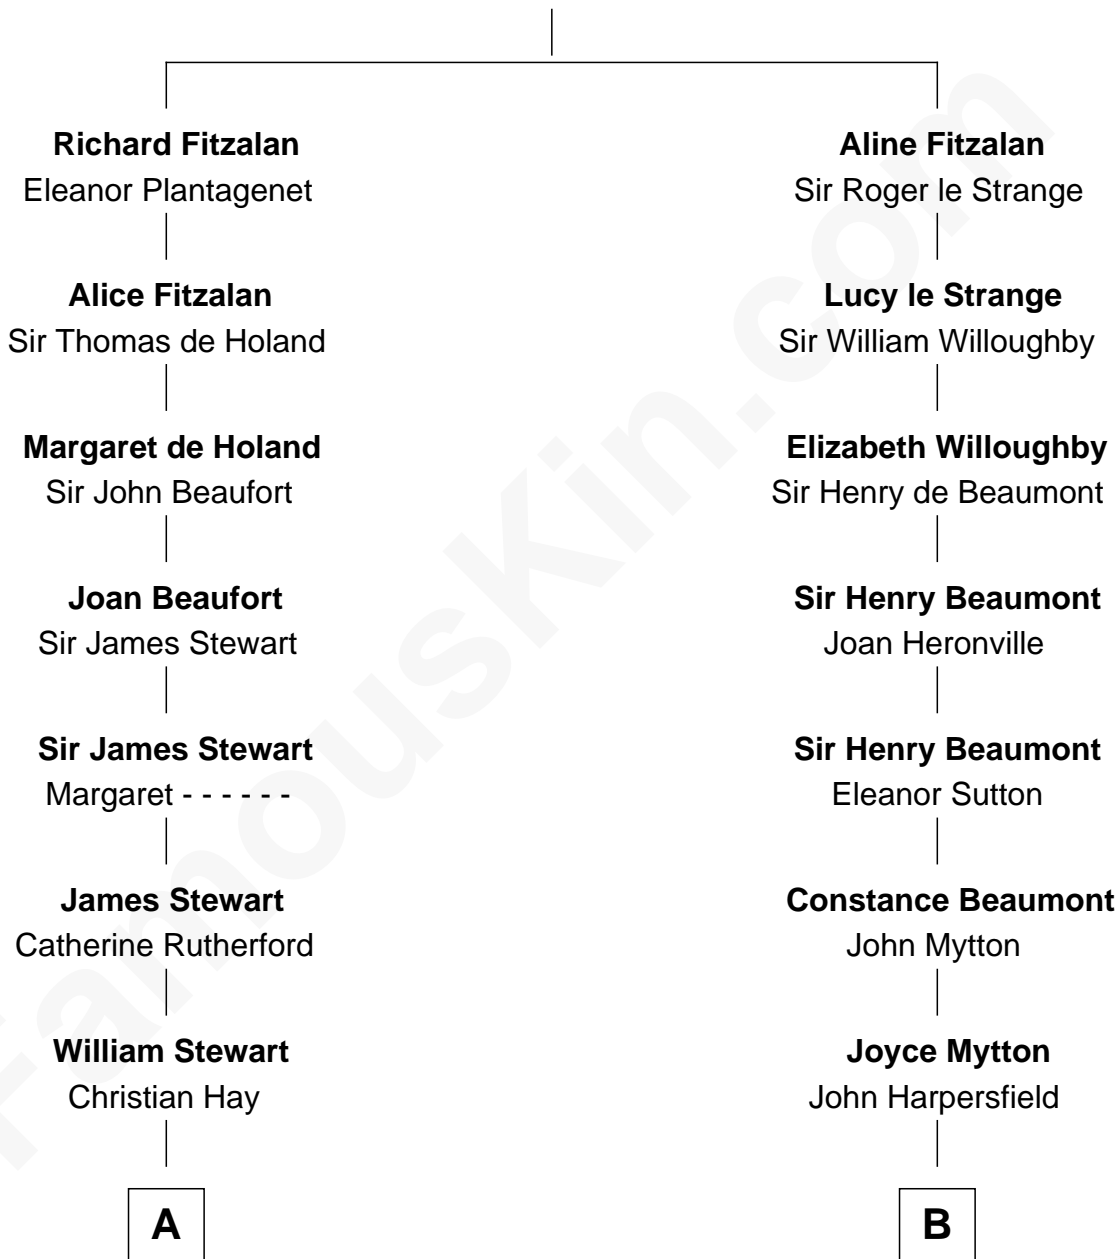 Richard Fitzalan
Eleanor Plantagenet
Alice Fitzalan
Sir Thomas de Holand
Margaret de Holand
Sir John Beaufort
Joan Beaufort
Sir James Stewart
Sir James Stewart
Margaret - - - - - -
James Stewart
Catherine Rutherford
William Stewart
Christian Hay
A
Aline Fitzalan
Sir Roger le Strange
Lucy le Strange
Sir William Willoughby
Elizabeth Willoughby
Sir Henry de Beaumont
Sir Henry Beaumont
Joan Heronville
Sir Henry Beaumont
Eleanor Sutton
Constance Beaumont
John Mytton
Joyce Mytton
John Harpersfield
B
FamousKin.com